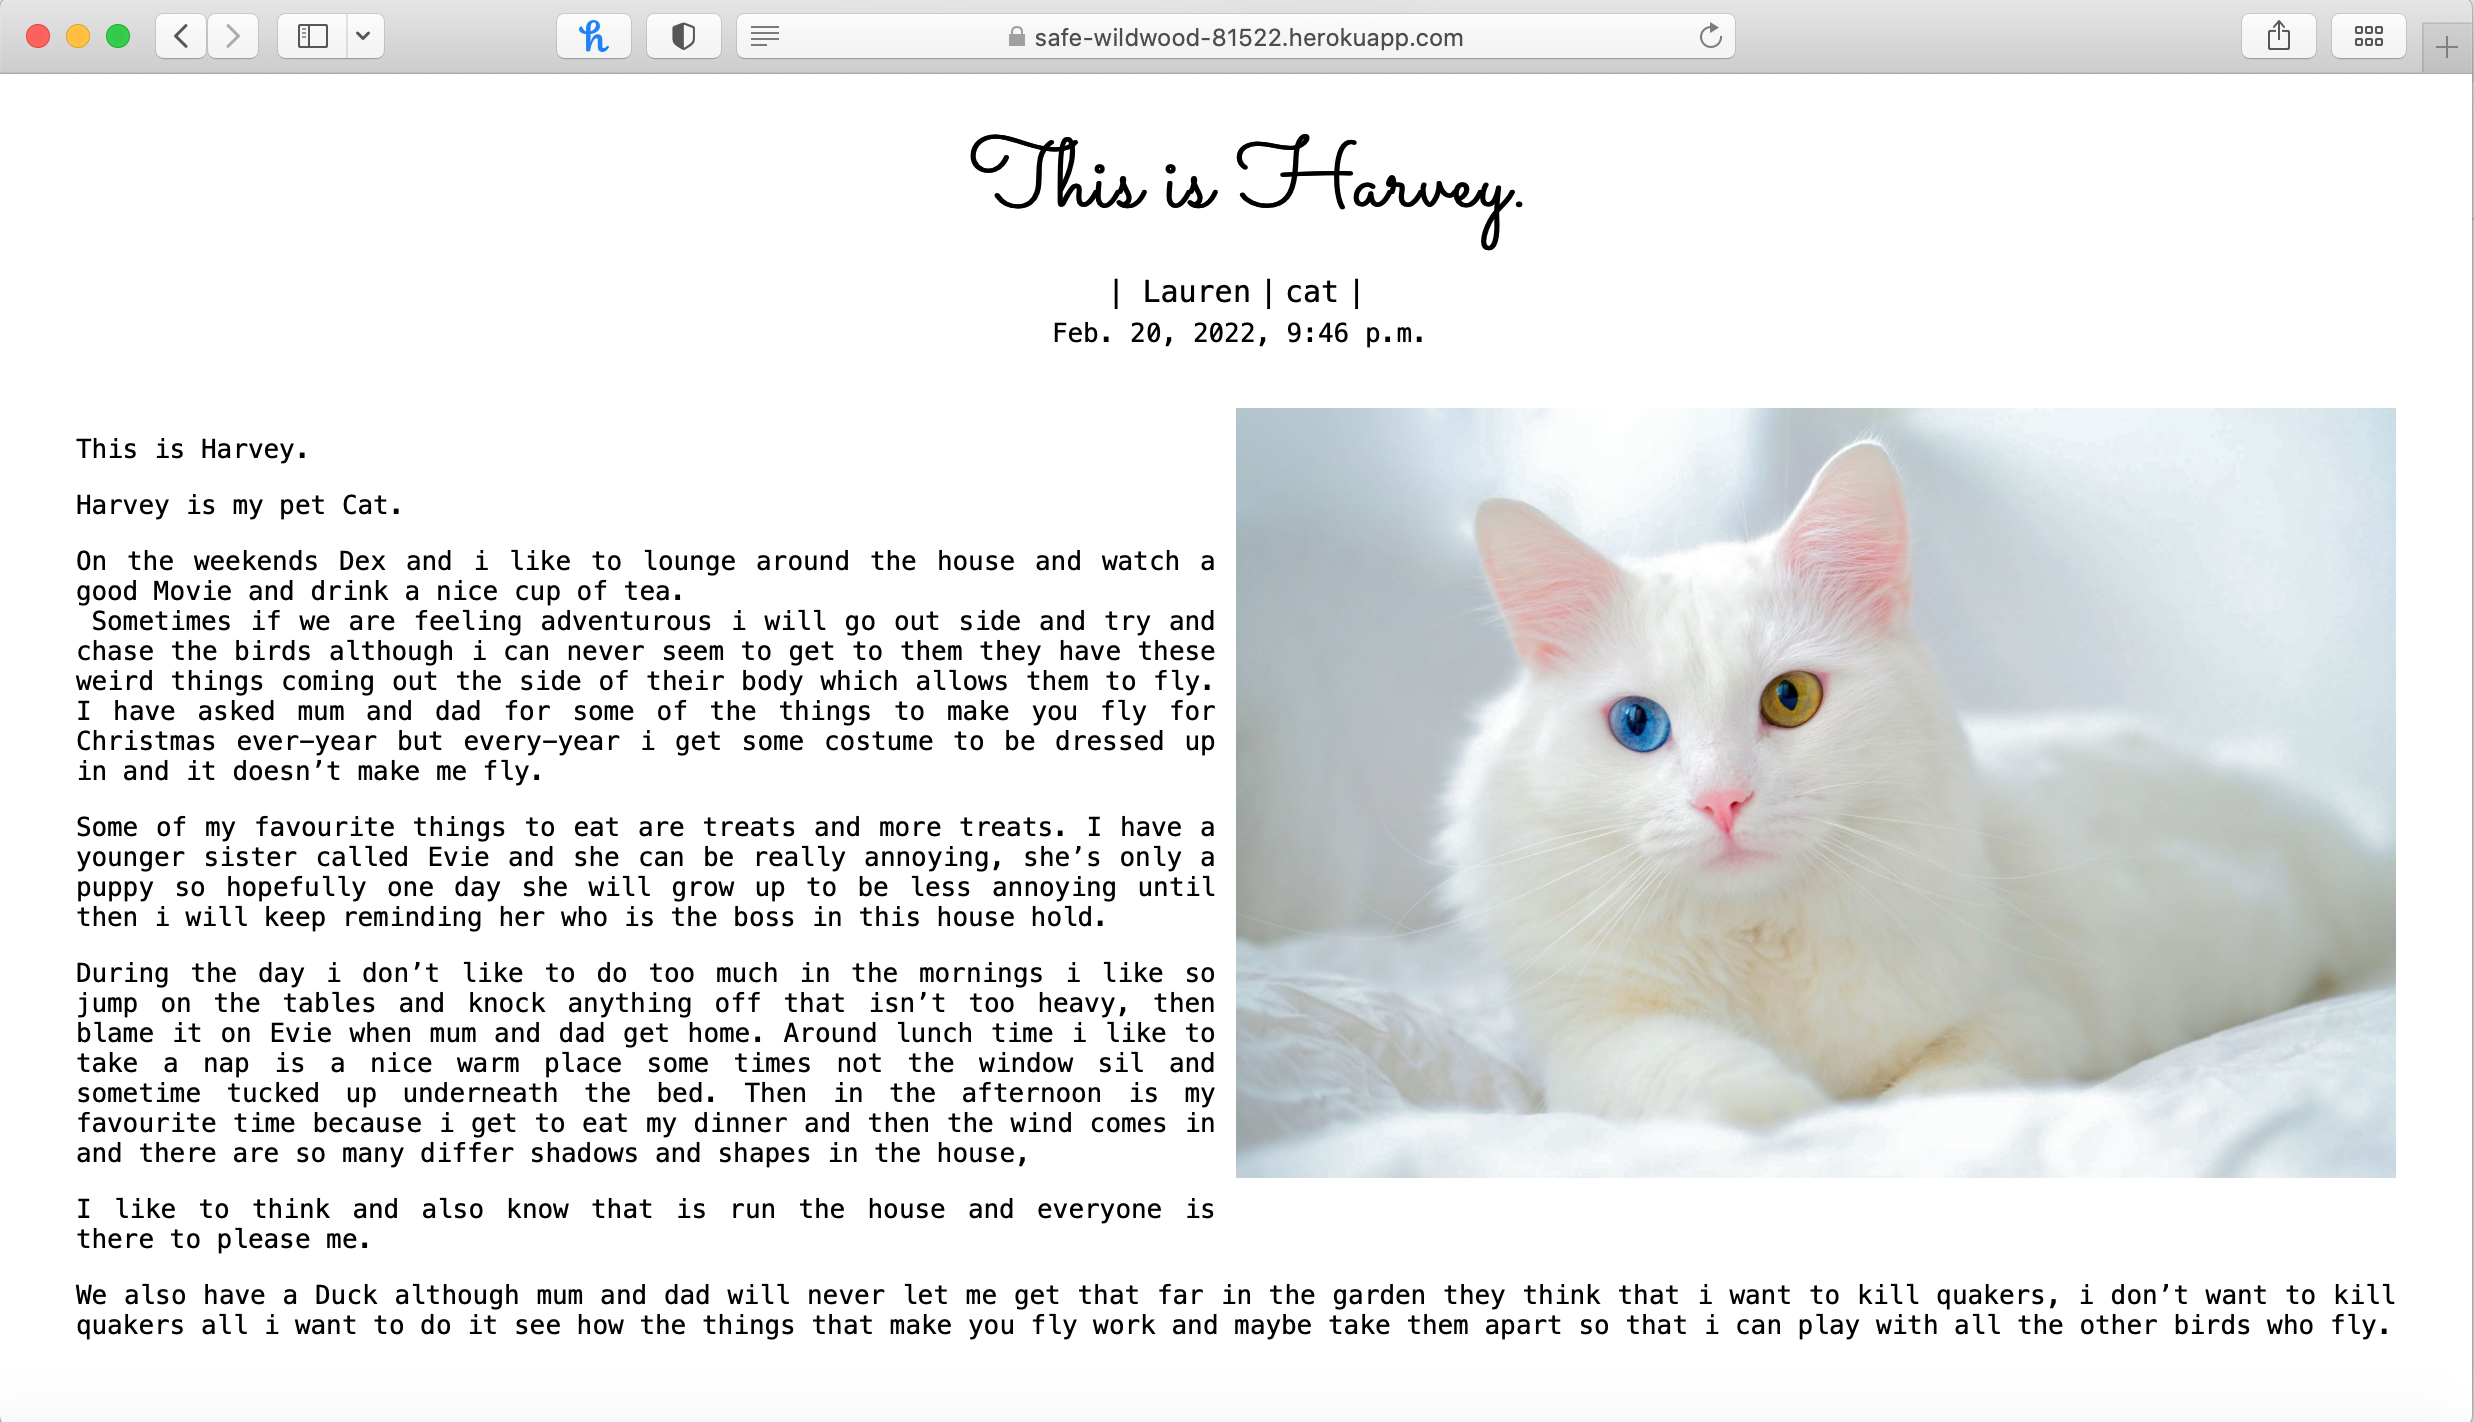 safe-wildwood-81522.herokuapp.com
This is Harvey.
| Lauren | cat |
Feb. 20, 2022, 9:46 p.m.
This is Harvey.
Harvey is my pet Cat.
On the weekends Dex and i like to lounge around the house and watch a
good Movie and drink a nice cup of tea.
Sometimes if we are feeling adventurous i will go out side and try and
chase the birds although i can never seem to get to them they have these
weird things coming out the side of their body which allows them to fly.
I have asked mum and dad for some of the things to make you fly for
Christmas ever–year but every–year i get some costume to be dressed up
in and it doesn’t make me fly.
Some of my favourite things to eat are treats and more treats. I have a
younger sister called Evie and she can be really annoying, she’s only a
puppy so hopefully one day she will grow up to be less annoying until
then i will keep reminding her who is the boss in this house hold.
During the day i don’t like to do too much in the mornings i like so
jump on the tables and knock anything off that isn’t too heavy, then
blame it on Evie when mum and dad get home. Around lunch time i like to
take a nap is a nice warm place some times not the window sil and
sometime tucked up underneath the bed. Then in the afternoon is my
favourite time because i get to eat my dinner and then the wind comes in
and there are so many differ shadows and shapes in the house,
I like to think and also know that is run the house and everyone is
there to please me.
We also have a Duck although mum and dad will never let me get that far in the garden they think that i want to kill quakers, i don’t want to kill
quakers all i want to do it see how the things that make you fly work and maybe take them apart so that i can play with all the other birds who fly.